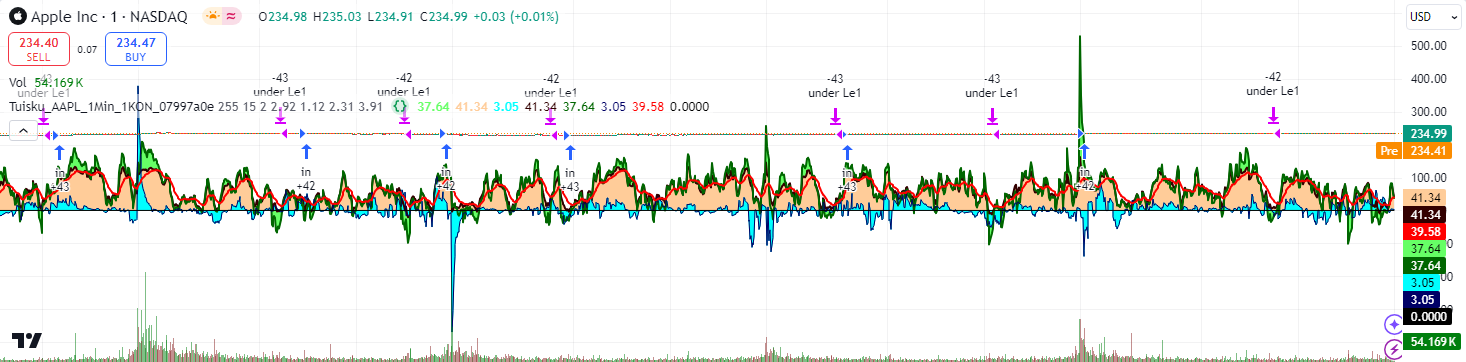 Apple Inc · 1 · NASDAQ O234.98 H235.03 L234.91 C234.99 +0.03 (+0.01%)
USD
234.40 SELL 0.07 234.47 BUY
500.00
400.00
Vol 54.169K
-43 under Le1
-43 under Le1
-42 under Le1
-42 under Le1
-43 under Le1
-43 under Le1
-42 under Le1
Tuisku_AAPL_1Min_1KON_07997a0e 255 15 2 2.92 1.12 2.31 3.91 {} 37.64 41.34 3.05 41.34 37.64 3.05 39.58 0.0000
300.00
234.99
Pre 234.41
in +43
in +42
in +42
in +43
in +43
in +42
100.00
41.34
41.34
39.58
37.64
37.64
3.05
3.05
0.0000
54.169K